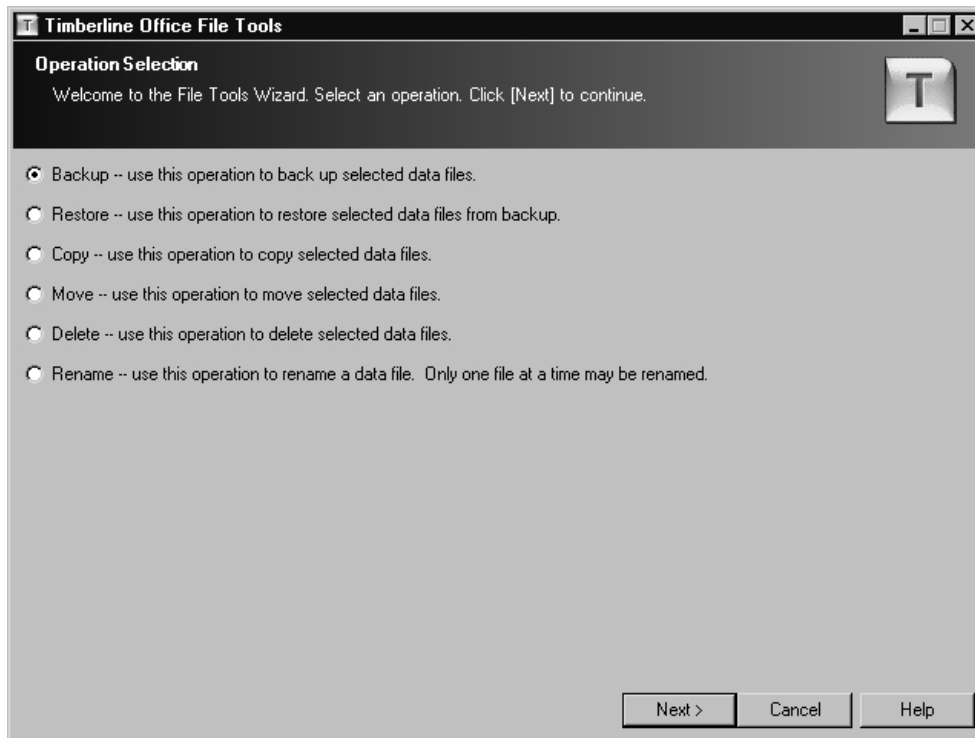 T Timberline Office File Tools
Operation Selection
Welcome to the File Tools Wizard. Select an operation. Click [Next] to continue.
T
Backup -- use this operation to back up selected data files.
Restore -- use this operation to restore selected data files from backup.
Copy -- use this operation to copy selected data files.
Move -- use this operation to move selected data files.
Delete -- use this operation to delete selected data files.
Rename -- use this operation to rename a data file.  Only one file at a time may be renamed.
Next > Cancel Help